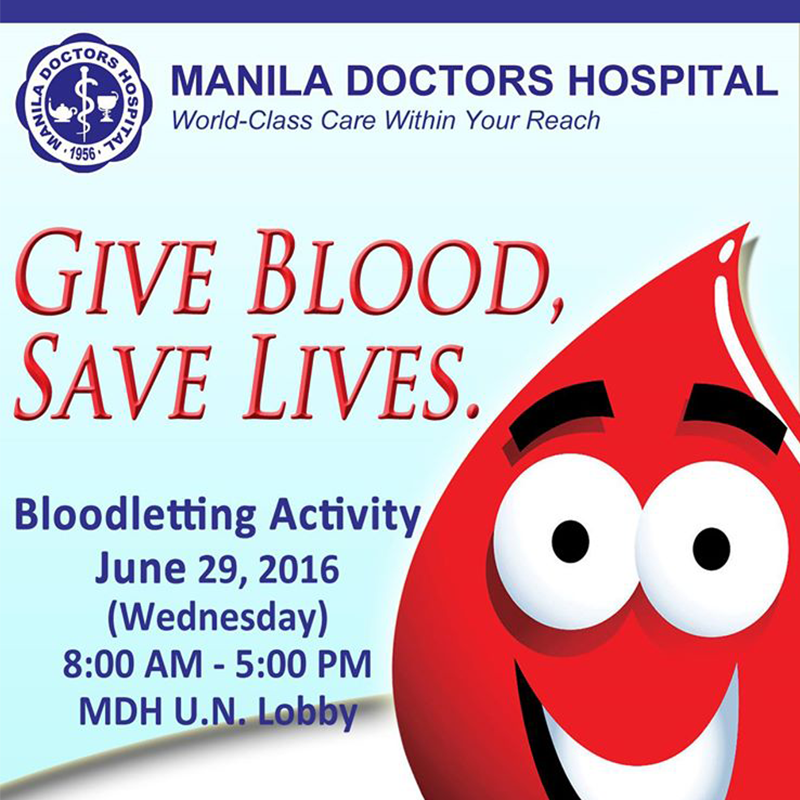 MANILA DOCTORS HOSPITAL
· 1956 ·
MANILA DOCTORS HOSPITAL
World-Class Care Within Your Reach
GIVE BLOOD,
SAVE LIVES.
Bloodletting Activity
June 29, 2016
(Wednesday)
8:00 AM - 5:00 PM
MDH U.N. Lobby